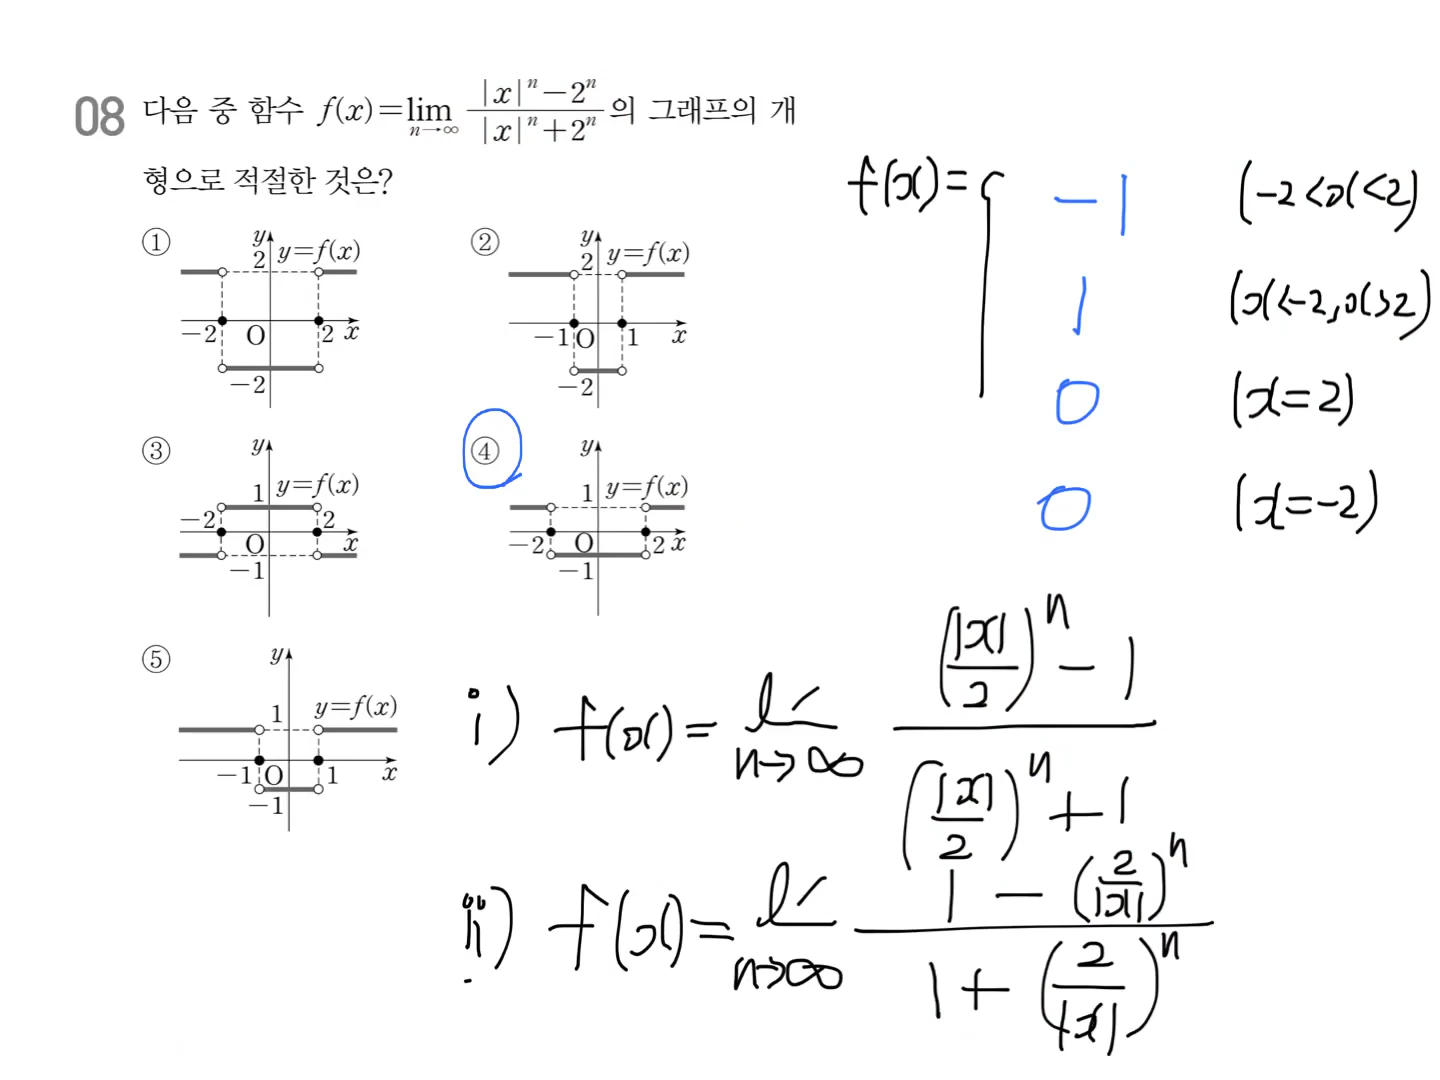 08 다음 중 함수 f(x)=lim_{n→∞} (|x|^n−2^n)/(|x|^n+2^n)의 그래프의 개
형으로 적절한 것은?
① y 2 y=f(x) −2 O 2 x −2
② y 2 y=f(x) −1 O 1 x −2
③ y 1 y=f(x) −2 2 O x −1
④ y 1 y=f(x) −2 O 2 x −1
⑤ y 1 y=f(x) −1 O 1 x −1
f(x)= { −1 (−2<x<2)
1 (x<−2, x>2)
0 (x=2)
0 (x=−2)
i) f(x)= lim_{n→∞} ((|x|/2)^n − 1)/((|x|/2)^n + 1)
ii) f(x)= lim_{n→∞} (1 − (2/|x|)^n)/(1 + (2/|x|)^n)